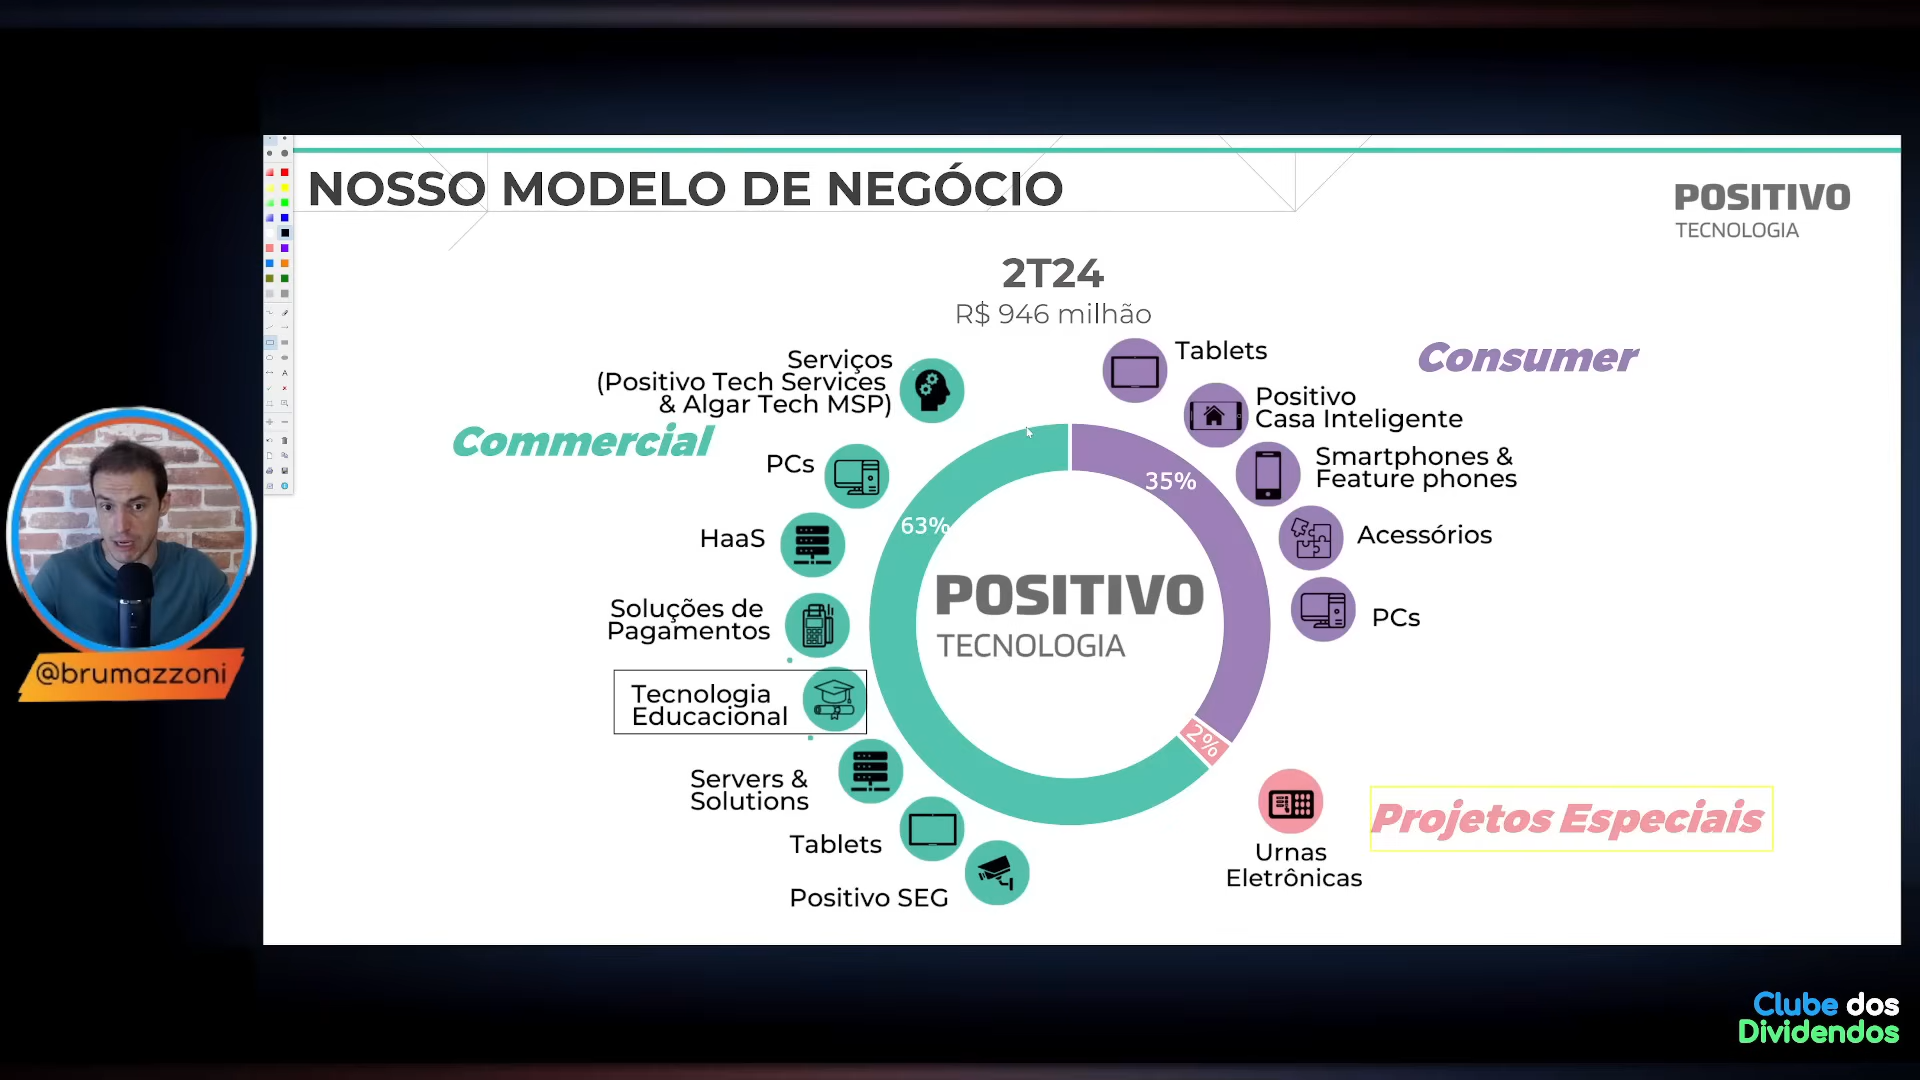 NOSSO MODELO DE NEGÓCIO
POSITIVO
TECNOLOGIA
2T24
R$ 946 milhão
Serviços
(Positivo Tech Services
& Algar Tech MSP)
Commercial
PCs
HaaS
Soluções de
Pagamentos
Tecnologia
Educacional
Servers &
Solutions
Tablets
Positivo SEG
63%
35%
2%
POSITIVO
TECNOLOGIA
Tablets
Consumer
Positivo
Casa Inteligente
Smartphones &
Feature phones
Acessórios
PCs
Projetos Especiais
Urnas
Eletrônicas
@brumazzoni
Clube dos
Dividendos